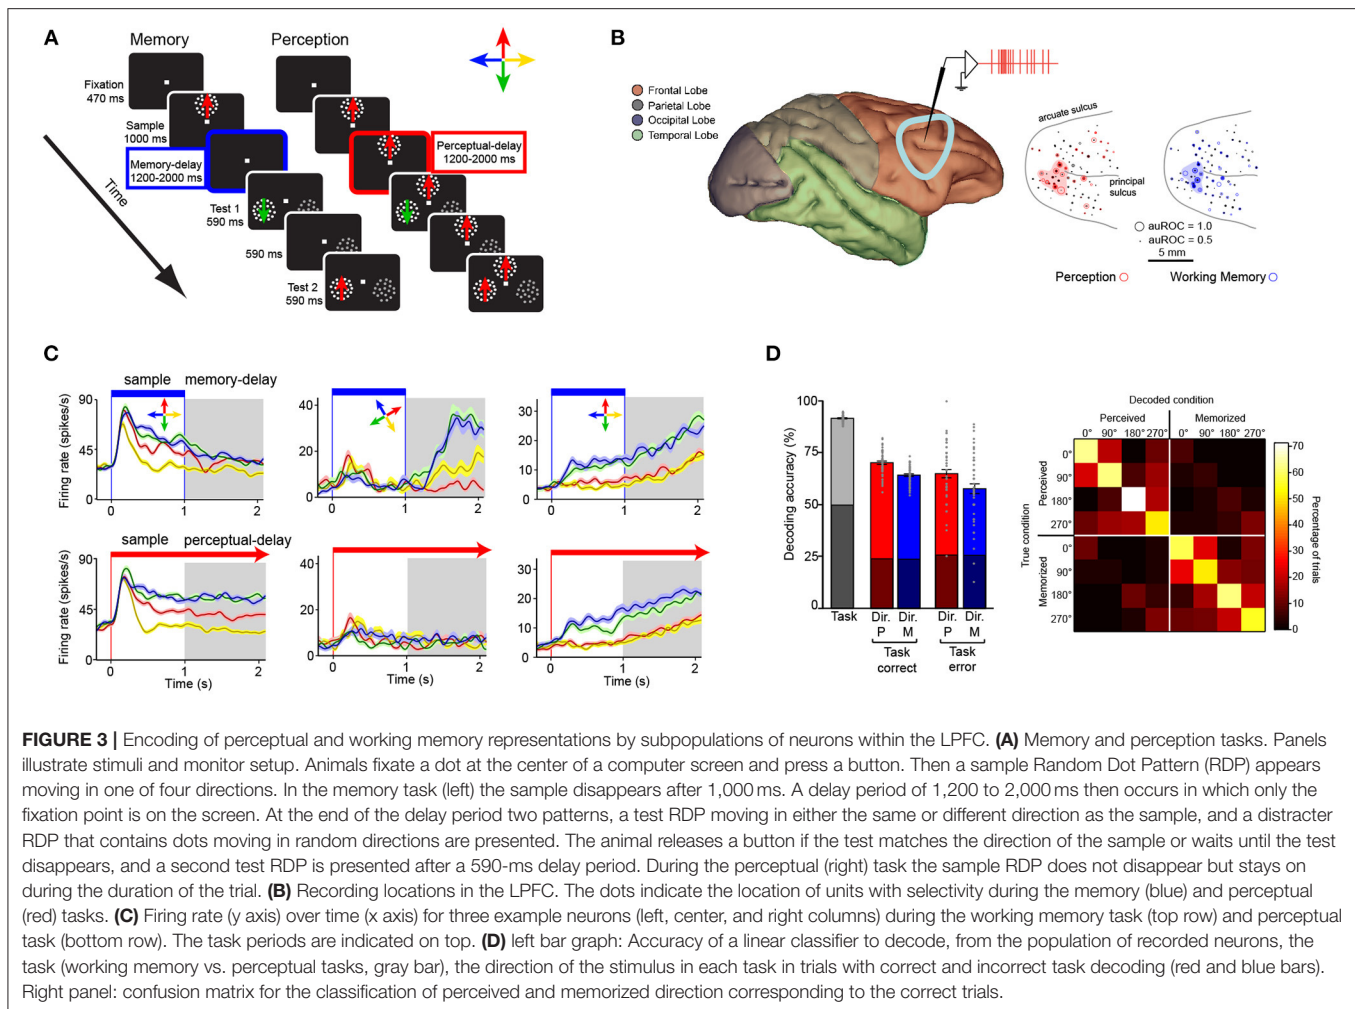 A
Memory
Perception
Fixation
470 ms
Sample
1000 ms
Memory-delay
1200-2000 ms
Perceptual-delay
1200-2000 ms
Time
Test 1
590 ms
590 ms
Test 2
590 ms
B
Frontal Lobe
Parietal Lobe
Occipital Lobe
Temporal Lobe
arcuate sulcus
principal
sulcus
auROC = 1.0
auROC = 0.5
5 mm
Perception
Working Memory
C
sample
memory-delay
Firing rate (spikes/s)
90
45
0
0
1
2
40
20
0
0
1
2
30
20
10
0
0
1
2
sample
perceptual-delay
Firing rate (spikes/s)
90
45
0
0
1
2
Time (s)
40
20
0
0
1
2
Time (s)
30
20
10
0
0
1
2
Time (s)
D
Decoding accuracy (%)
100
75
50
25
0
Task
Dir. P
Dir. M
Dir. P
Dir. M
Task correct
Task error
Decoded condition
Perceived
Memorized
0° 90° 180° 270°
0° 90° 180° 270°
True condition
Perceived
0°
90°
180°
270°
Memorized
0°
90°
180°
270°
70
60
50
40
30
20
10
0
Percentage of trials
FIGURE 3 | Encoding of perceptual and working memory representations by subpopulations of neurons within the LPFC. (A) Memory and perception tasks. Panels
illustrate stimuli and monitor setup. Animals fixate a dot at the center of a computer screen and press a button. Then a sample Random Dot Pattern (RDP) appears
moving in one of four directions. In the memory task (left) the sample disappears after 1,000 ms. A delay period of 1,200 to 2,000 ms then occurs in which only the
fixation point is on the screen. At the end of the delay period two patterns, a test RDP moving in either the same or different direction as the sample, and a distracter
RDP that contains dots moving in random directions are presented. The animal releases a button if the test matches the direction of the sample or waits until the test
disappears, and a second test RDP is presented after a 590-ms delay period. During the perceptual (right) task the sample RDP does not disappear but stays on
during the duration of the trial. (B) Recording locations in the LPFC. The dots indicate the location of units with selectivity during the memory (blue) and perceptual
(red) tasks. (C) Firing rate (y axis) over time (x axis) for three example neurons (left, center, and right columns) during the working memory task (top row) and perceptual
task (bottom row). The task periods are indicated on top. (D) left bar graph: Accuracy of a linear classifier to decode, from the population of recorded neurons, the
task (working memory vs. perceptual tasks, gray bar), the direction of the stimulus in each task in trials with correct and incorrect task decoding (red and blue bars).
Right panel: confusion matrix for the classification of perceived and memorized direction corresponding to the correct trials.